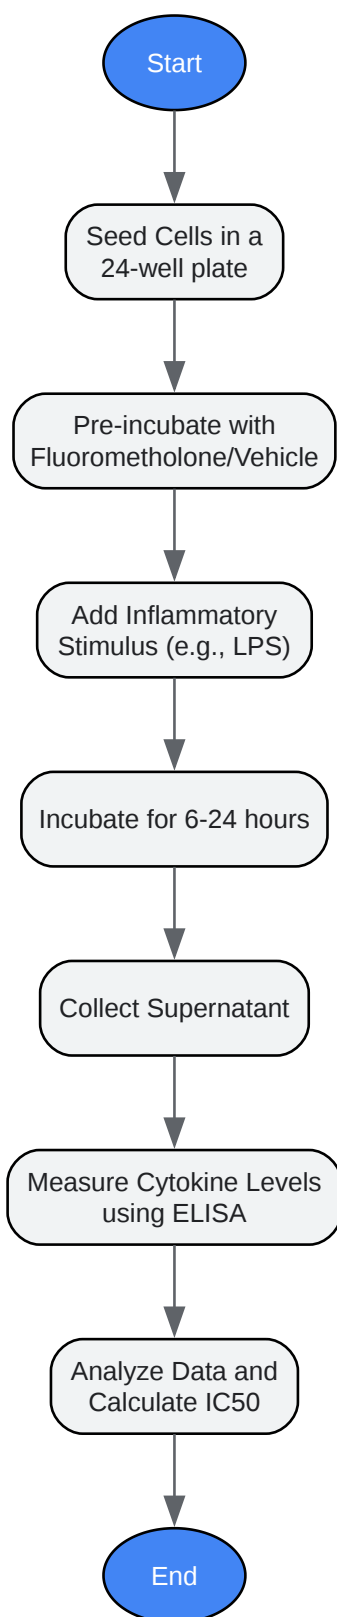 Start
Seed Cells in a
24-well plate
Pre-incubate with
Fluorometholone/Vehicle
Add Inflammatory
Stimulus (e.g., LPS)
Incubate for 6-24 hours
Collect Supernatant
Measure Cytokine Levels
using ELISA
Analyze Data and
Calculate IC50
End